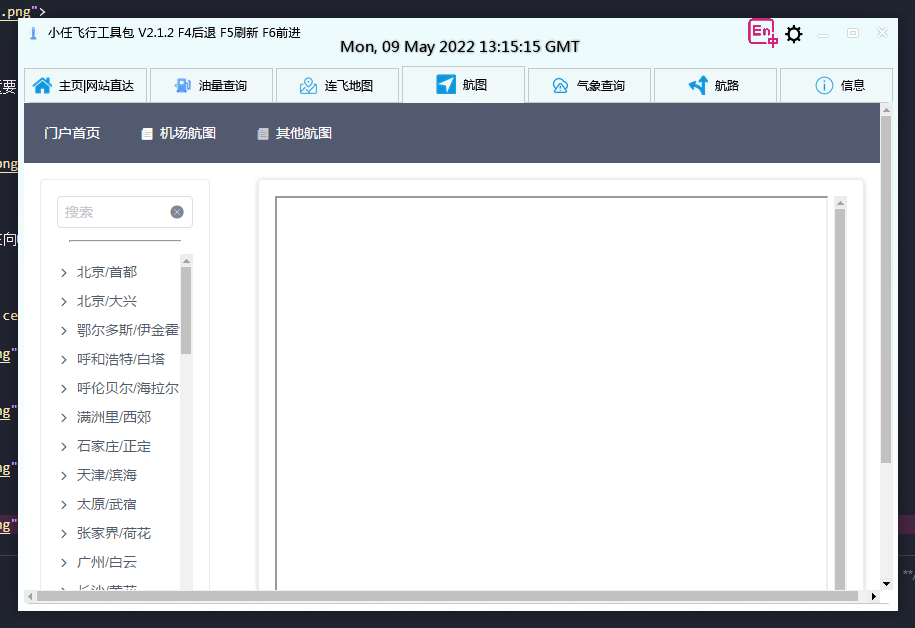 .png">
小任飞行工具包 V2.1.2 F4后退 F5刷新 F6前进
En
Mon, 09 May 2022 13:15:15 GMT
要
主页|网站直达
油量查询
连飞地图
航图
气象查询
航路
信息
门户首页
机场航图
其他航图
png
搜索
北京/首都
北京/大兴
鄂尔多斯/伊金霍
ce
呼和浩特/白塔
ng"
呼伦贝尔/海拉尔
满洲里/西郊
ng"
石家庄/正定
天津/滨海
ng"
太原/武宿
张家界/荷花
ng"
广州/白云
长沙/黄花